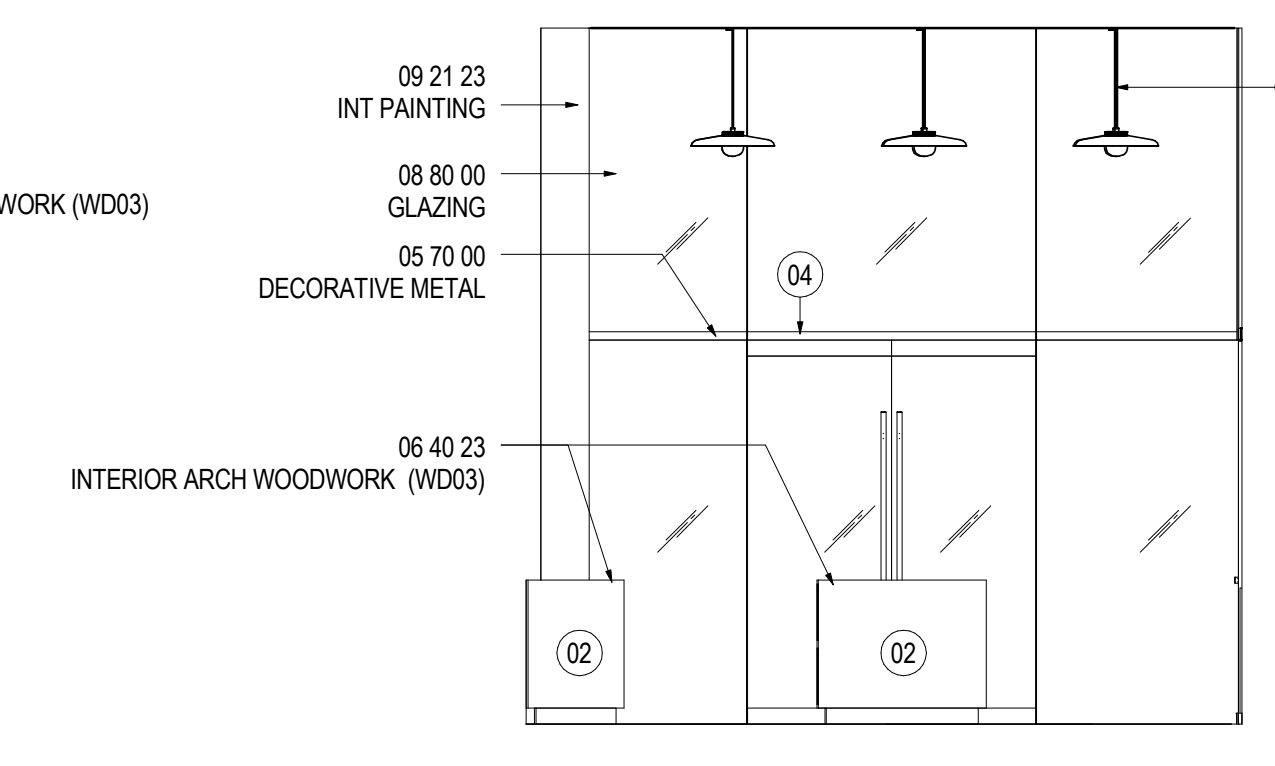 09 21 23
INT PAINTING
08 80 00
GLAZING
WORK (WD03)
05 70 00
DECORATIVE METAL
04
06 40 23
INTERIOR ARCH WOODWORK (WD03)
02
02